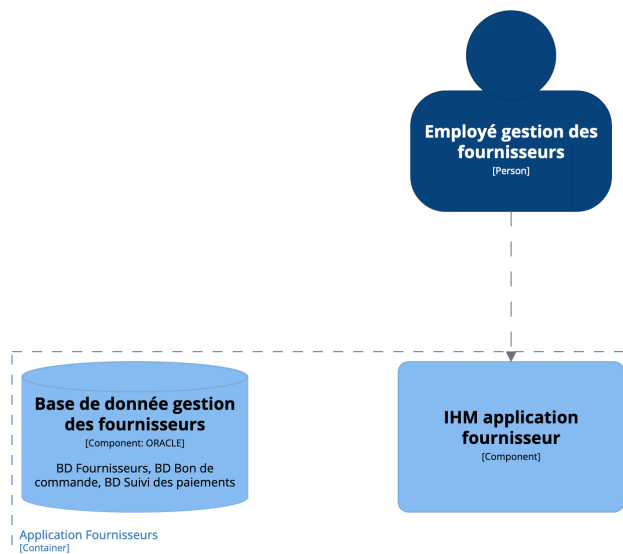 Employé gestion des
fournisseurs
[Person]
Base de donnée gestion
des fournisseurs
[Component: ORACLE]
BD Fournisseurs, BD Bon de
commande, BD Suivi des paiements
IHM application
fournisseur
[Component]
Application Fournisseurs
[Container]